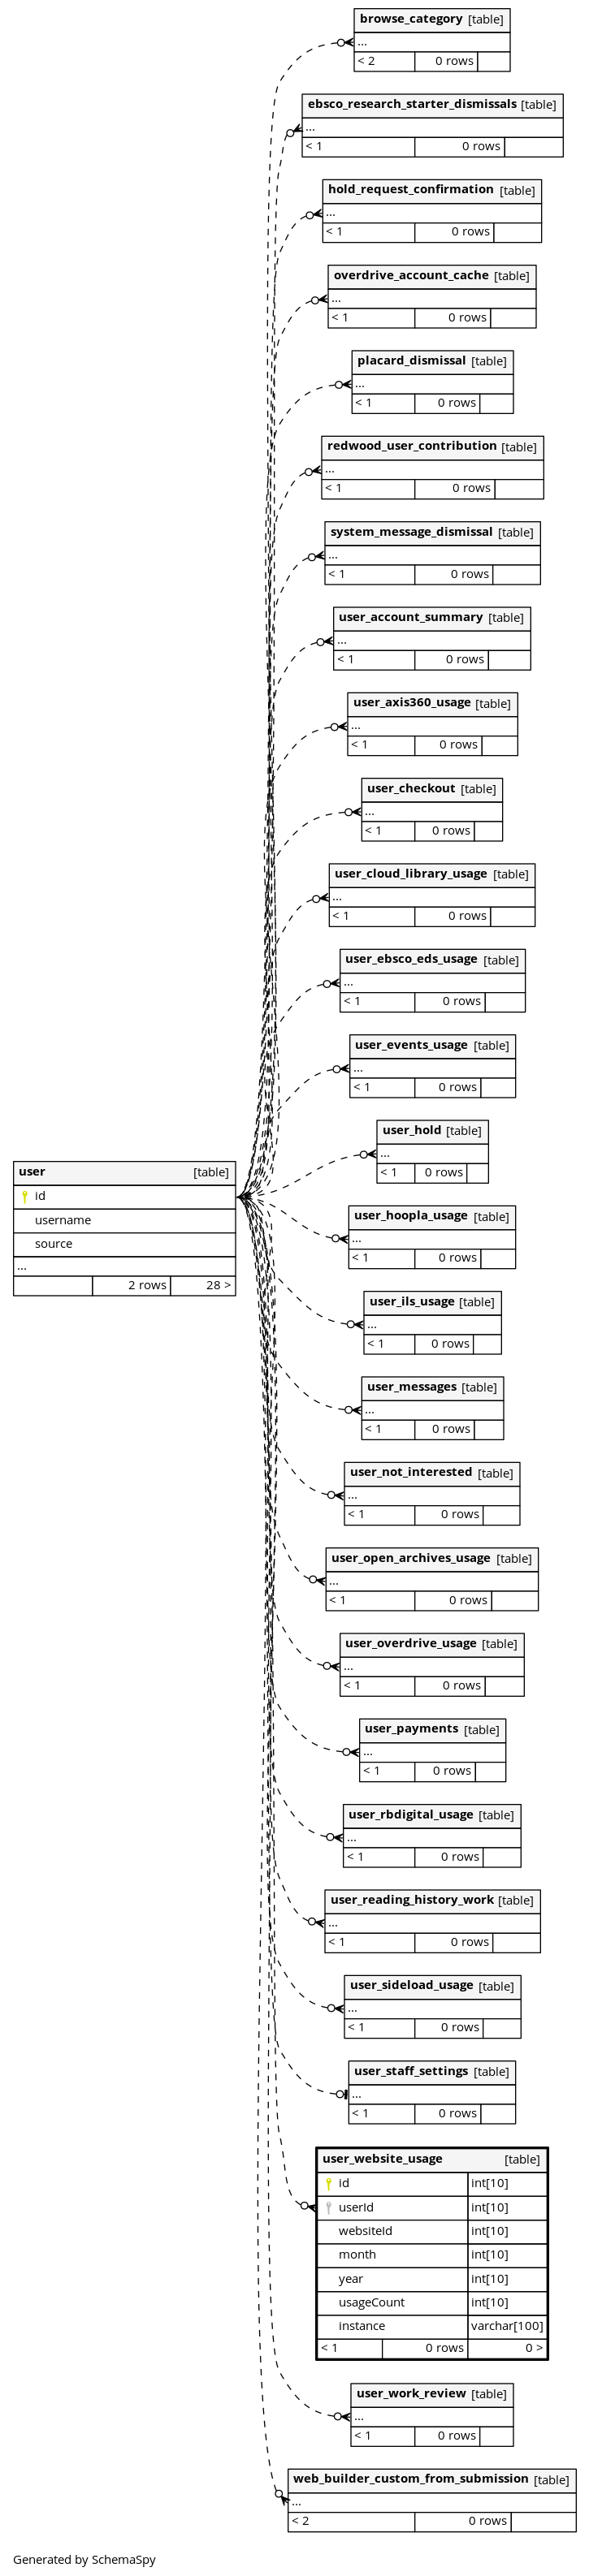 browse_category [table]
...
< 2 0 rows
ebsco_research_starter_dismissals [table]
...
< 1 0 rows
hold_request_confirmation [table]
...
< 1 0 rows
overdrive_account_cache [table]
...
< 1 0 rows
placard_dismissal [table]
...
< 1 0 rows
redwood_user_contribution [table]
...
< 1 0 rows
system_message_dismissal [table]
...
< 1 0 rows
user_account_summary [table]
...
< 1 0 rows
user_axis360_usage [table]
...
< 1 0 rows
user_checkout [table]
...
< 1 0 rows
user_cloud_library_usage [table]
...
< 1 0 rows
user_ebsco_eds_usage [table]
...
< 1 0 rows
user_events_usage [table]
...
< 1 0 rows
user_hold [table]
...
< 1 0 rows
user [table]
id
username
source
...
2 rows 28 >
user_hoopla_usage [table]
...
< 1 0 rows
user_ils_usage [table]
...
< 1 0 rows
user_messages [table]
...
< 1 0 rows
user_not_interested [table]
...
< 1 0 rows
user_open_archives_usage [table]
...
< 1 0 rows
user_overdrive_usage [table]
...
< 1 0 rows
user_payments [table]
...
< 1 0 rows
user_rbdigital_usage [table]
...
< 1 0 rows
user_reading_history_work [table]
...
< 1 0 rows
user_sideload_usage [table]
...
< 1 0 rows
user_staff_settings [table]
...
< 1 0 rows
user_website_usage [table]
id int[10]
userId int[10]
websiteId int[10]
month int[10]
year int[10]
usageCount int[10]
instance varchar[100]
< 1 0 rows 0 >
user_work_review [table]
...
< 1 0 rows
web_builder_custom_from_submission [table]
...
< 2 0 rows
Generated by SchemaSpy